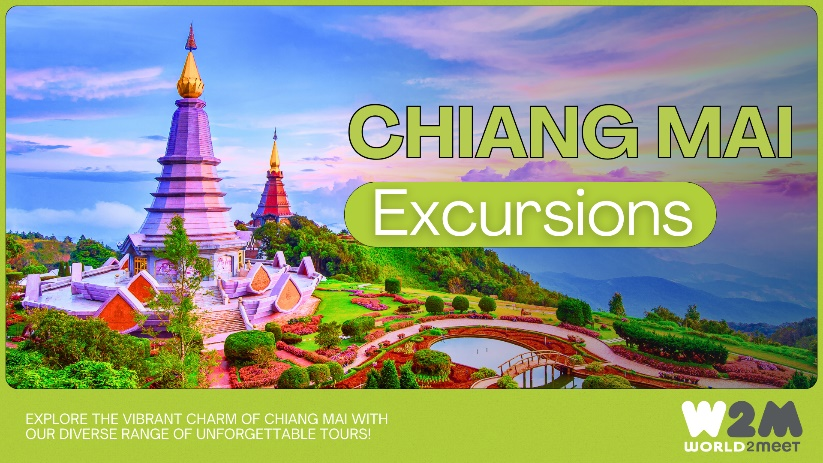 CHIANG MAI
Excursions
EXPLORE THE VIBRANT CHARM OF CHIANG MAI WITH
OUR DIVERSE RANGE OF UNFORGETTABLE TOURS!
W2M
WORLD2MEET